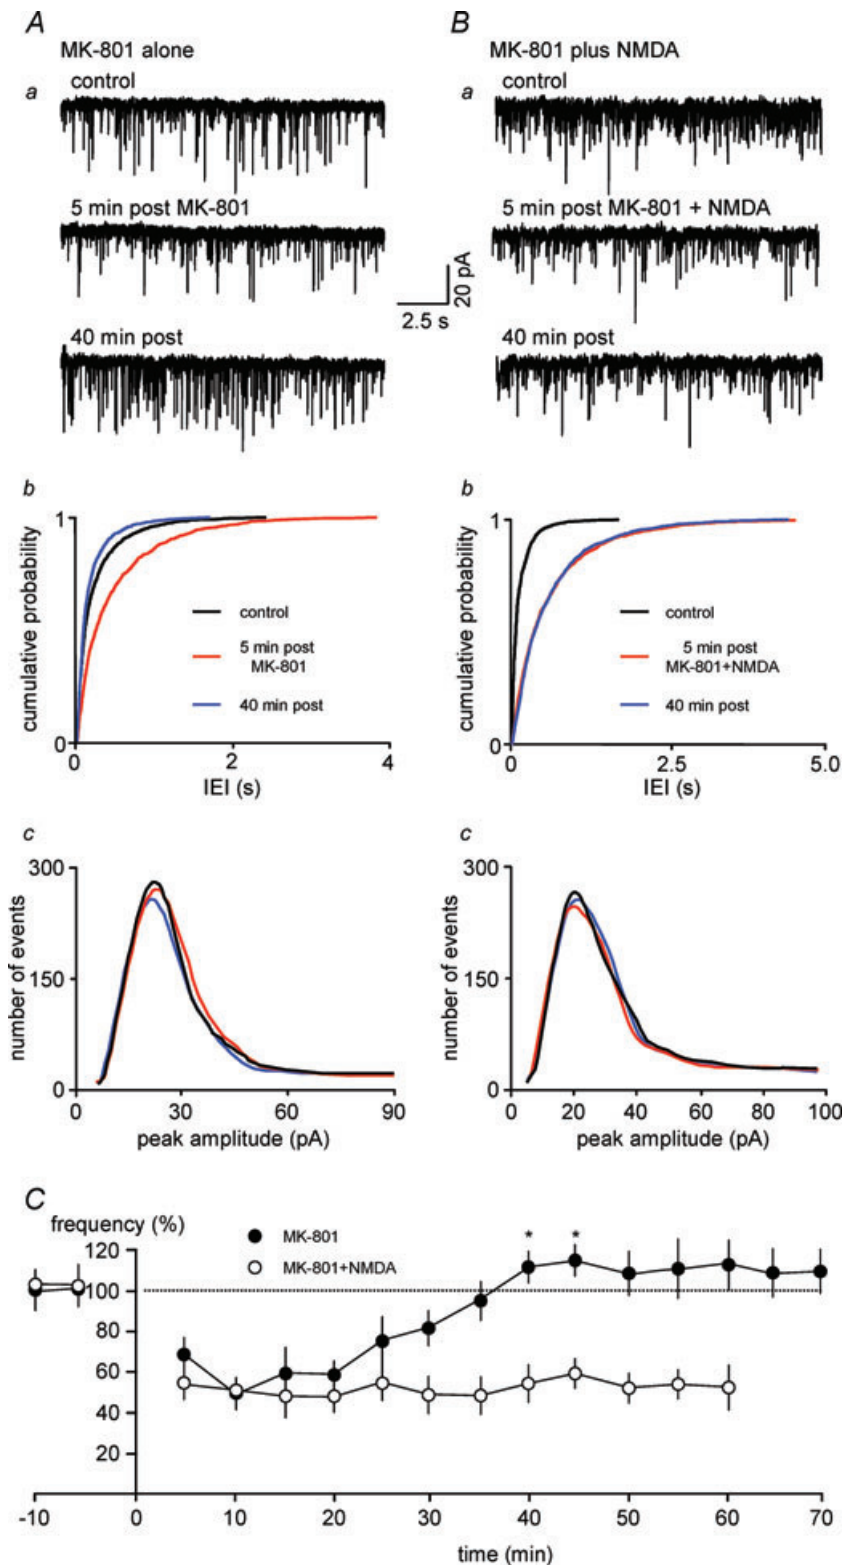 A
MK-801 alone
a
control
5 min post MK-801
40 min post
20 pA
2.5 s
B
MK-801 plus NMDA
a
control
5 min post MK-801 + NMDA
40 min post
b
cumulative probability
1
0
control
5 min post
MK-801
40 min post
0
2
4
IEI (s)
b
cumulative probability
1
0
control
5 min post
MK-801+NMDA
40 min post
0
2.5
5.0
IEI (s)
c
number of events
300
150
0
0
30
60
90
peak amplitude (pA)
c
number of events
300
150
0
0
20
40
60
80
100
peak amplitude (pA)
C
frequency (%)
MK-801
MK-801+NMDA
* *
120
100
80
60
40
20
-10
0
10
20
30
40
50
60
70
time (min)